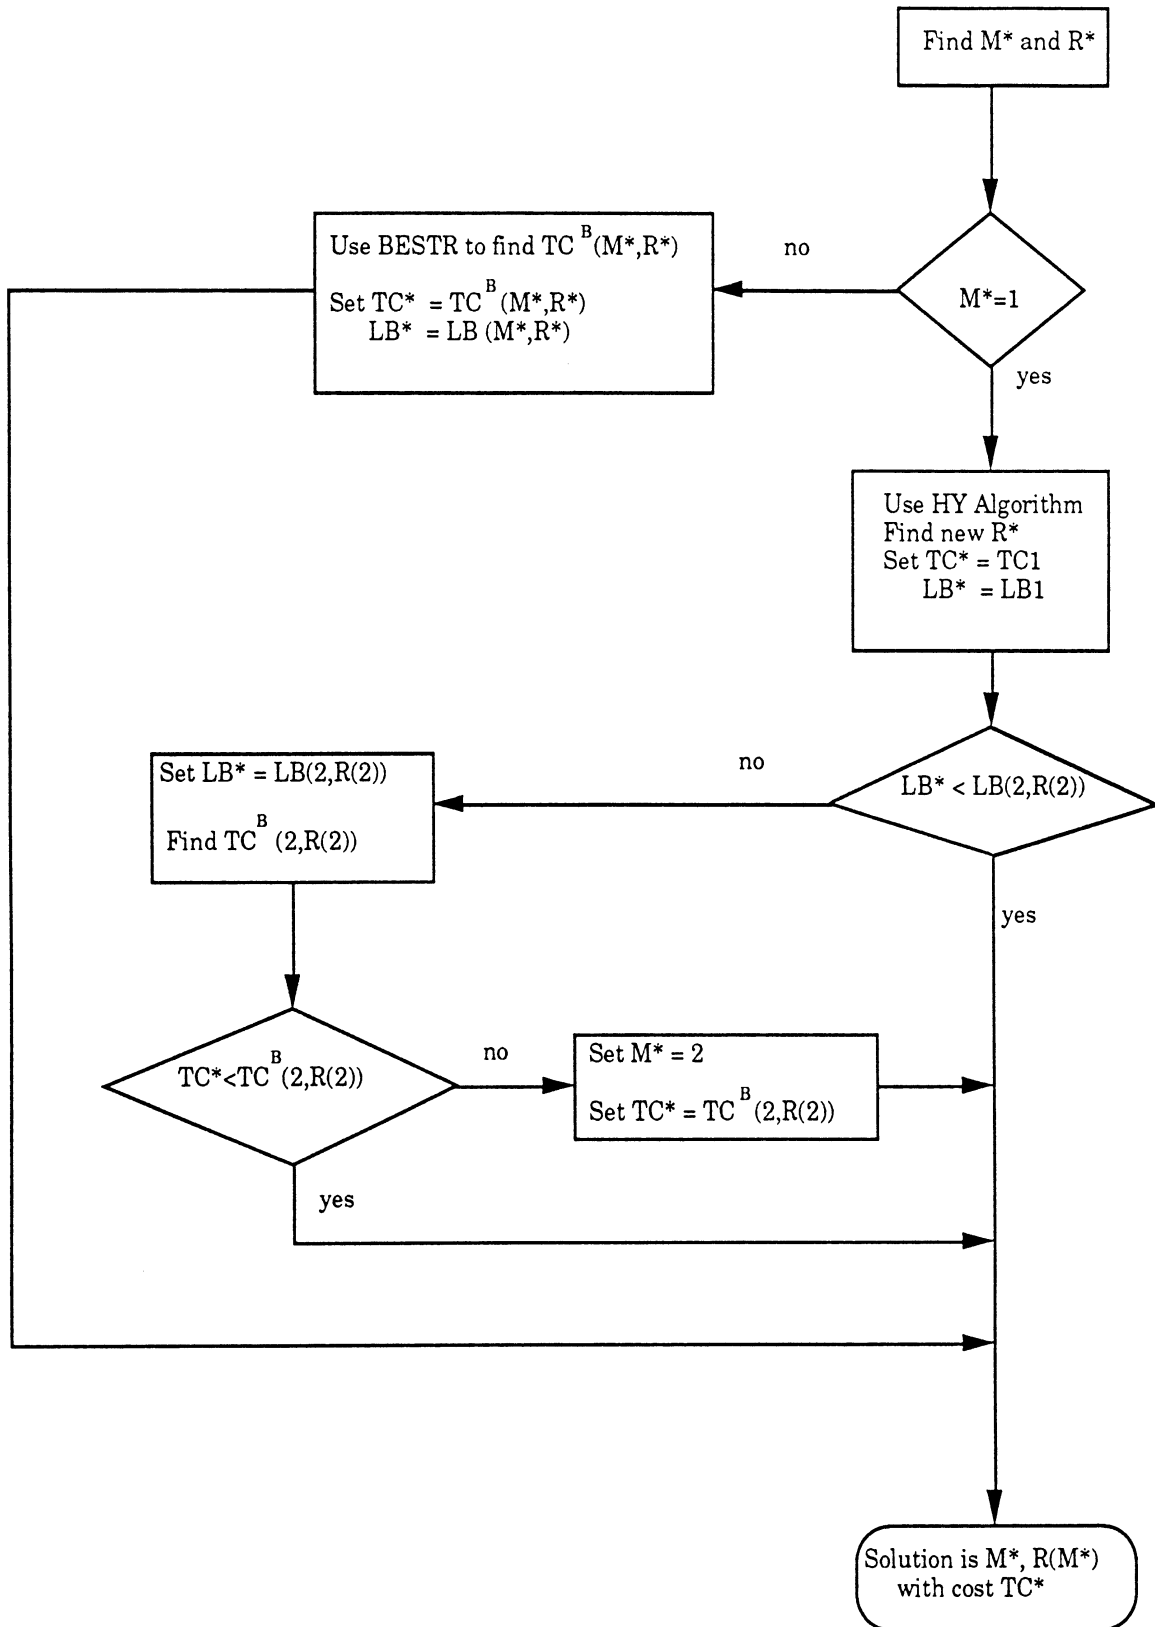 Find M* and R*
no
Use BESTR to find TC^B(M*,R*)
Set TC* = TC^B(M*,R*)
LB* = LB (M*,R*)
M*=1
yes
Use HY Algorithm
Find new R*
Set TC* = TC1
LB* = LB1
no
Set LB* = LB(2,R(2))
Find TC^B (2,R(2))
LB* < LB(2,R(2))
yes
TC*<TC^B(2,R(2))
no
Set M* = 2
Set TC* = TC^B(2,R(2))
yes
Solution is M*, R(M*)
with cost TC*